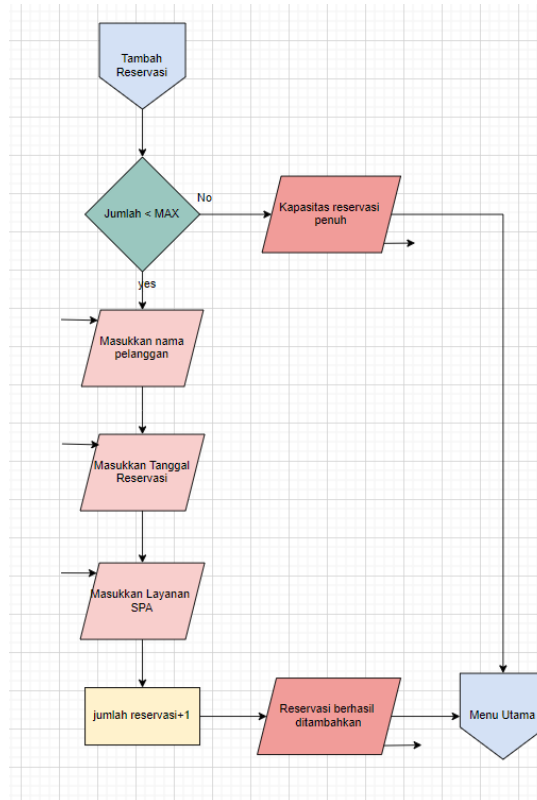 Tambah
Reservasi
Jumlah < MAX
No
Kapasitas reservasi
penuh
yes
Masukkan nama
pelanggan
Masukkan Tanggal
Reservasi
Masukkan Layanan
SPA
jumlah reservasi+1
Reservasi berhasil
ditambahkan
Menu Utama